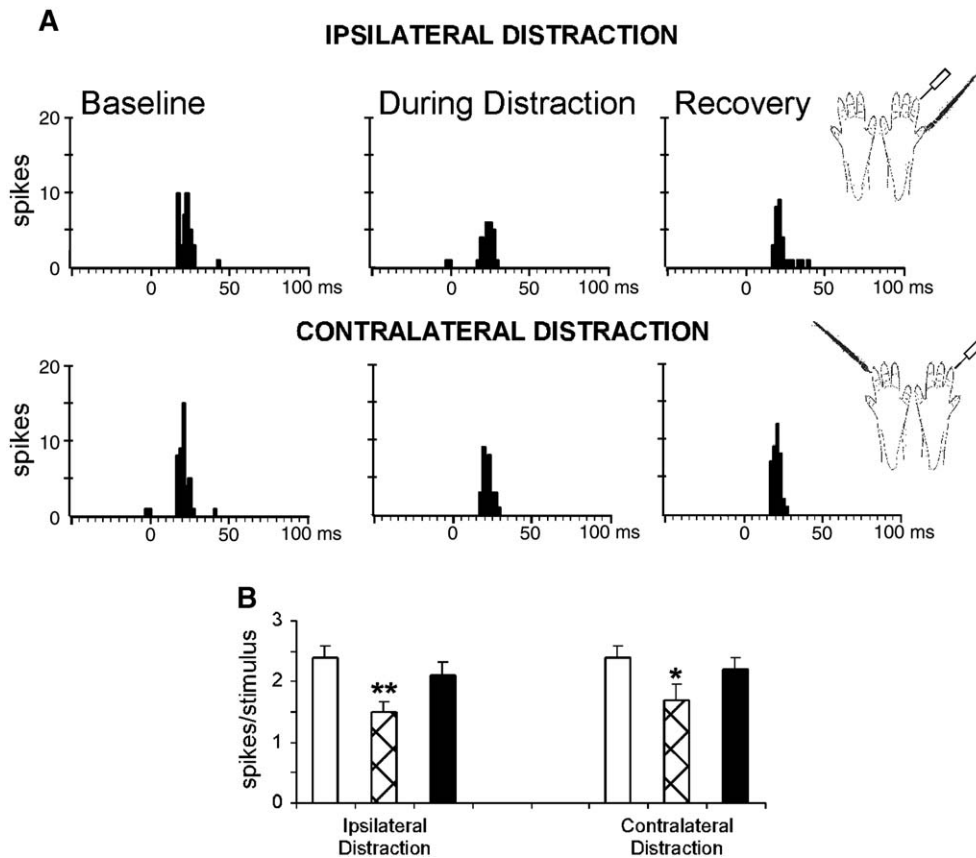 A
IPSILATERAL DISTRACTION
Baseline During Distraction Recovery
spikes
20
10
0
0 50 100 ms
0 50 100 ms
0 50 100 ms
CONTRALATERAL DISTRACTION
spikes
20
10
0
0 50 100 ms
0 50 100 ms
0 50 100 ms
B
spikes/stimulus
3
2
1
0
** *
Ipsilateral Contralateral
Distraction Distraction